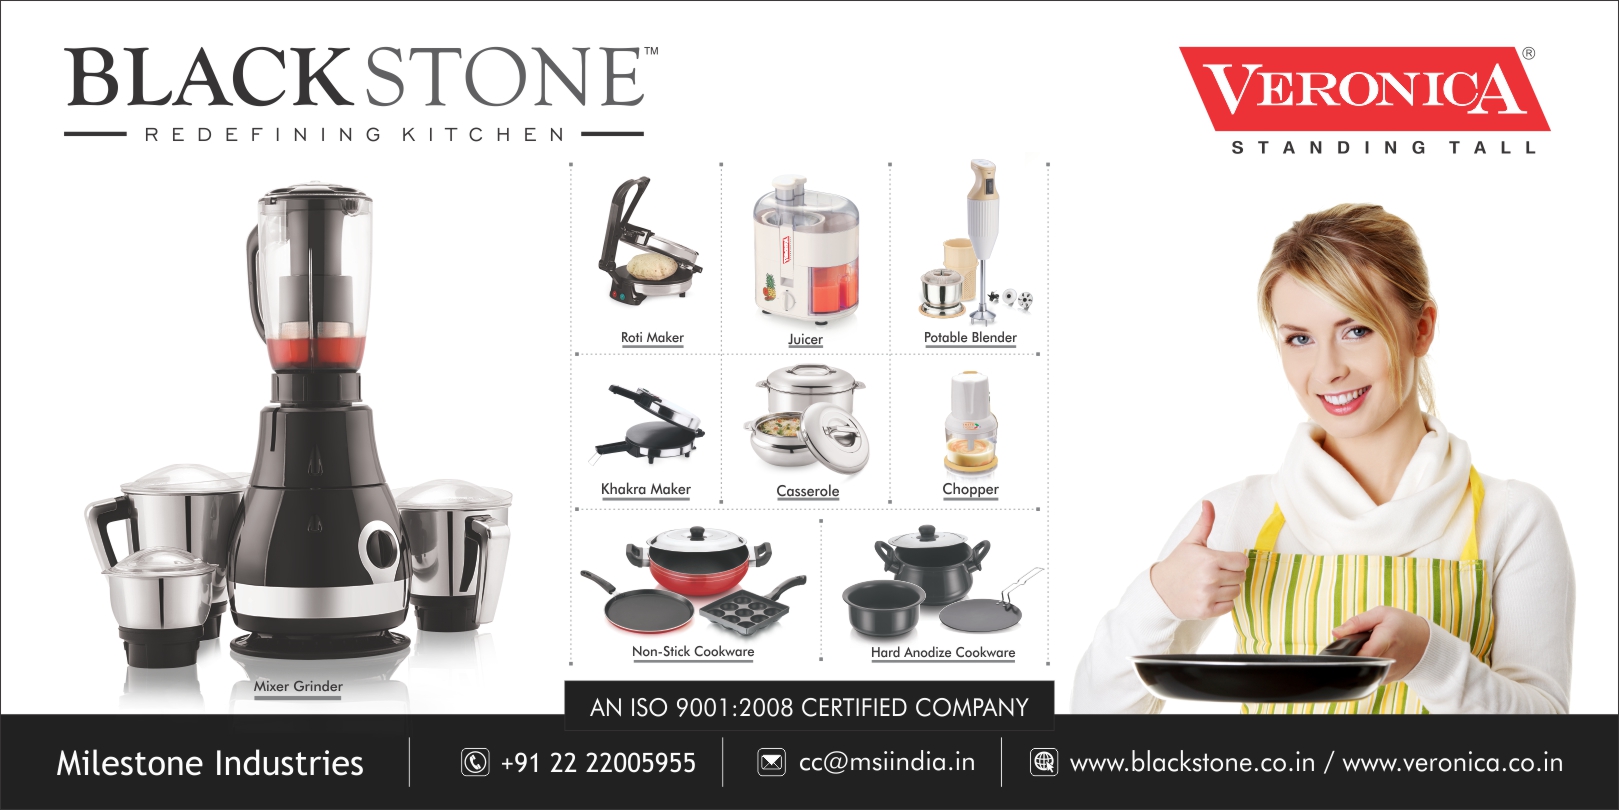 BLACKSTONE™
REDEFINING KITCHEN
VERONICA®
STANDING TALL
Roti Maker
Juicer
Potable Blender
Khakra Maker
Casserole
Chopper
Non-Stick Cookware
Hard Anodize Cookware
Mixer Grinder
AN ISO 9001:2008 CERTIFIED COMPANY
Milestone Industries
+91 22 22005955
cc@msiindia.in
www.blackstone.co.in / www.veronica.co.in